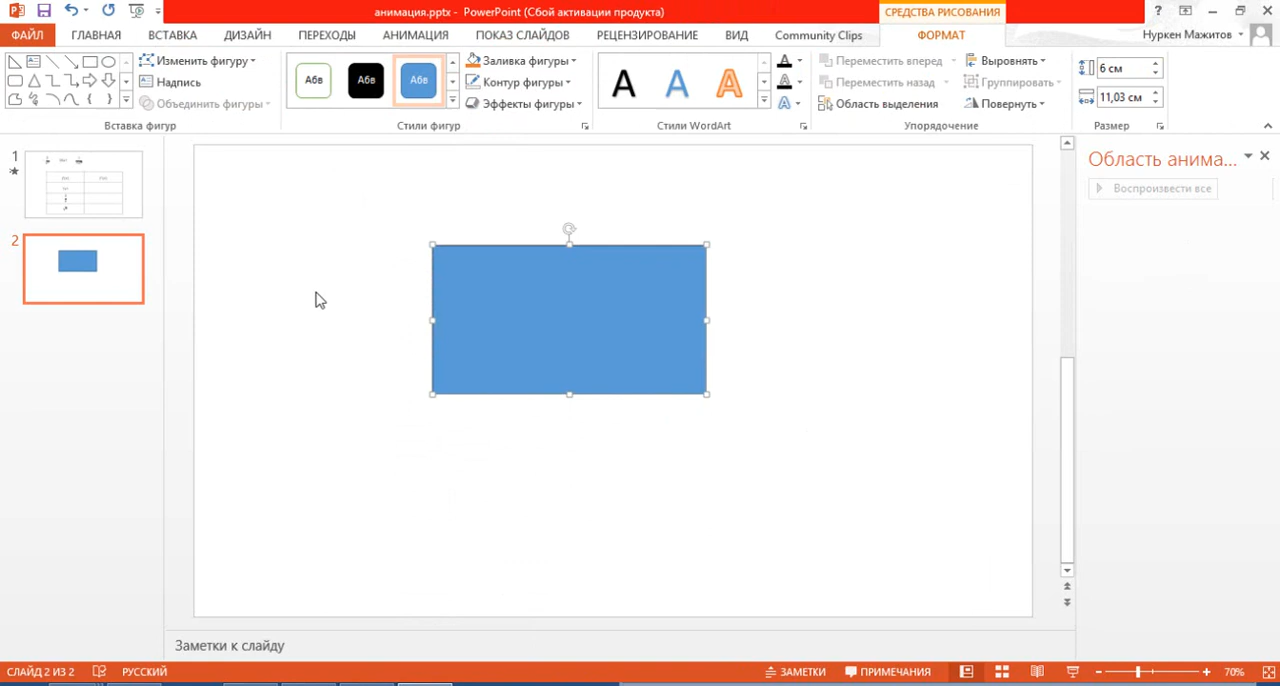 анимация.pptx - PowerPoint (Сбой активации продукта)
СРЕДСТВА РИСОВАНИЯ
?
ФАЙЛ ГЛАВНАЯ ВСТАВКА ДИЗАЙН ПЕРЕХОДЫ АНИМАЦИЯ ПОКАЗ СЛАЙДОВ РЕЦЕНЗИРОВАНИЕ ВИД Community Clips ФОРМАТ Нуркен Мажитов
Изменить фигуру
Надпись
Объединить фигуры
Вставка фигур
Абв Абв Абв
Заливка фигуры
Контур фигуры
Эффекты фигуры
Стили фигур
A A A
A
A
A
Стили WordArt
Переместить вперед
Переместить назад
Область выделения
Выровнять
Группировать
Повернуть
Упорядочение
6 см
11,03 см
Размер
1
2
Область анима...
Воспроизвести все
Заметки к слайду
СЛАЙД 2 ИЗ 2 РУССКИЙ ЗАМЕТКИ ПРИМЕЧАНИЯ 70%